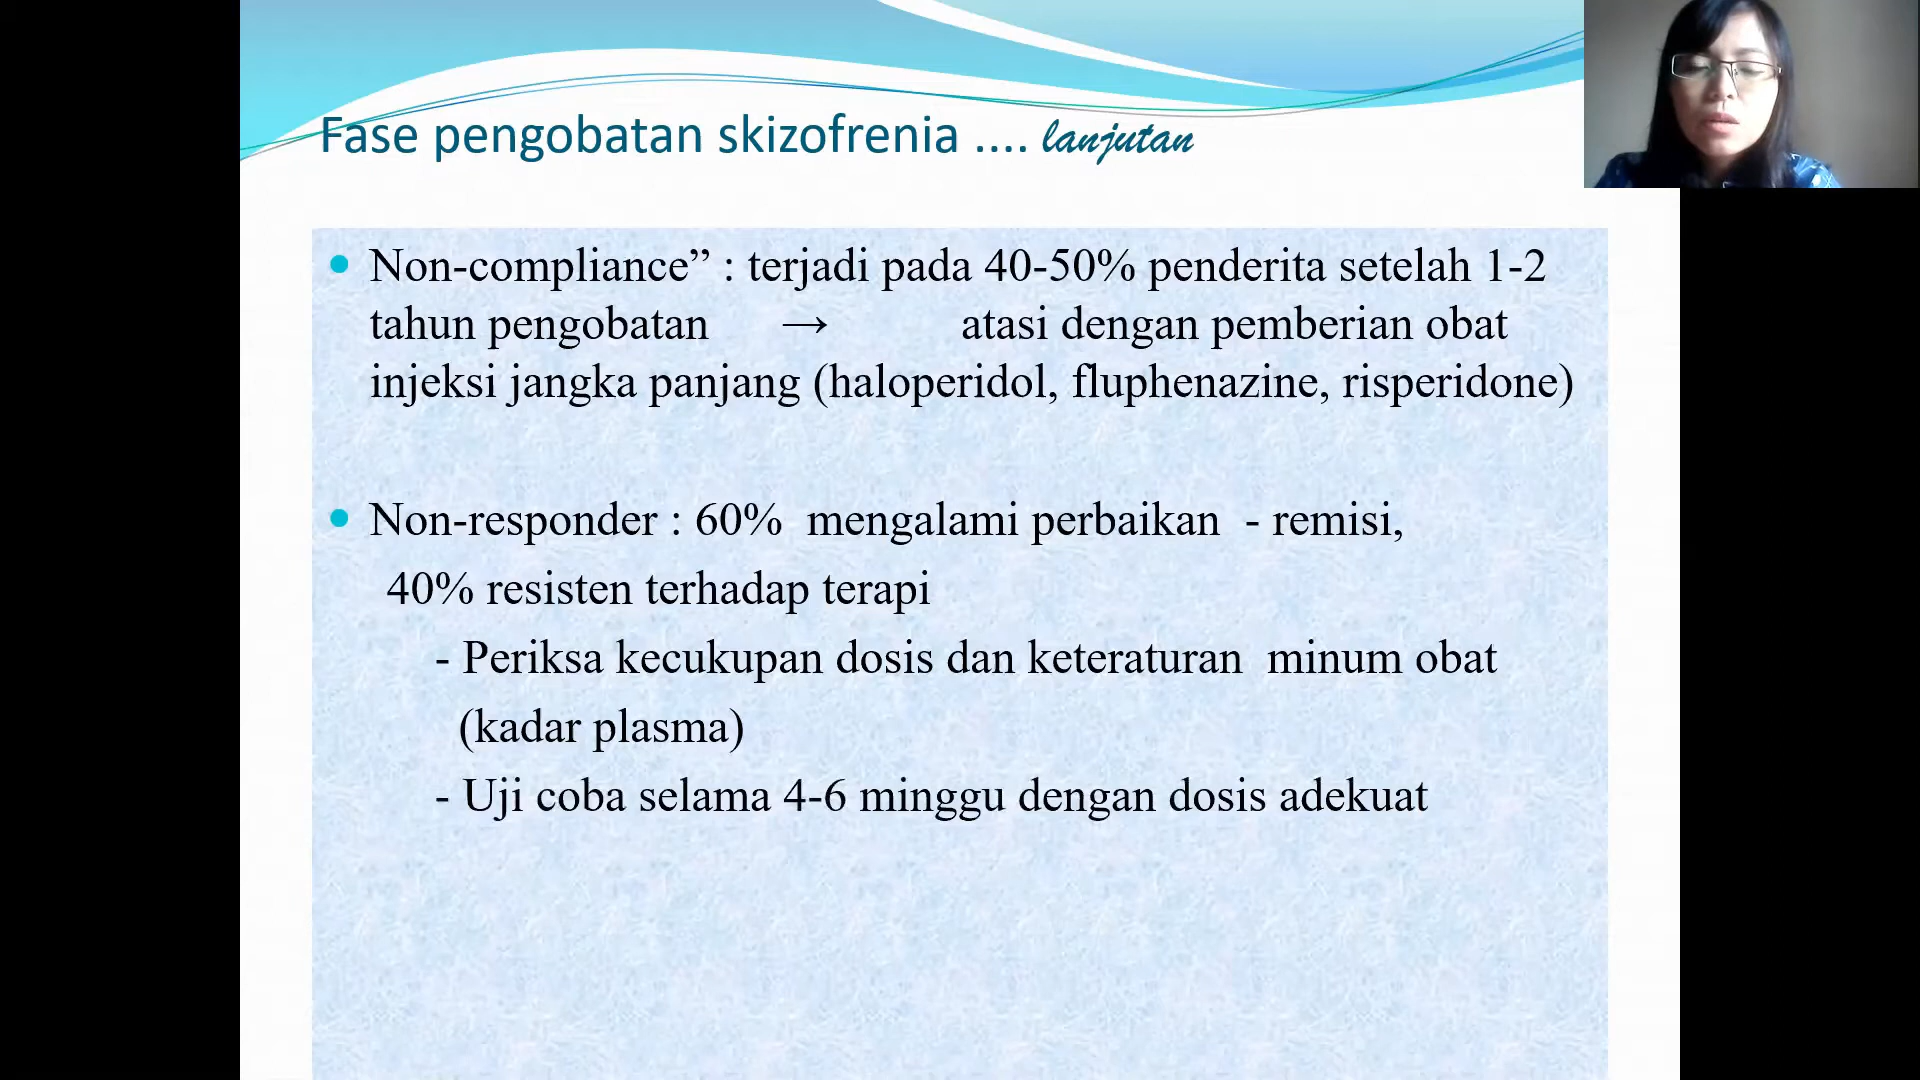 Fase pengobatan skizofrenia .... lanjutan
• Non-compliance” : terjadi pada 40-50% penderita setelah 1-2
tahun pengobatan → atasi dengan pemberian obat
injeksi jangka panjang (haloperidol, fluphenazine, risperidone)
• Non-responder : 60% mengalami perbaikan - remisi,
40% resisten terhadap terapi
- Periksa kecukupan dosis dan keteraturan minum obat
(kadar plasma)
- Uji coba selama 4-6 minggu dengan dosis adekuat